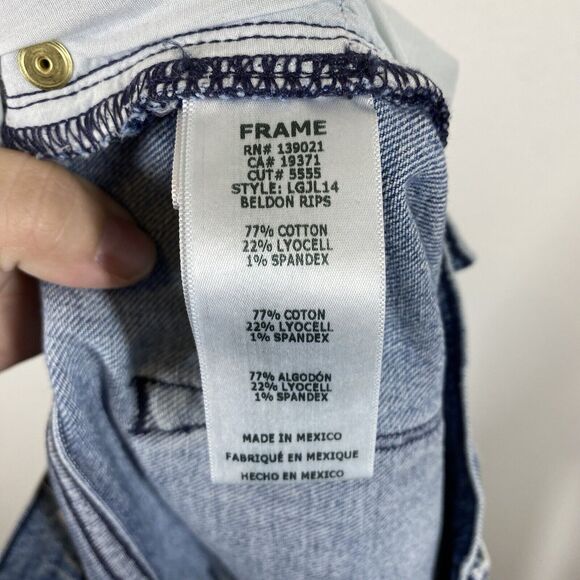 FRAME
RN# 139021
CA# 19371
CUT# 5555
STYLE: LGJL14
BELDON RIPS
77% COTTON
22% LYOCELL
1% SPANDEX
77% COTON
22% LYOCELL
1% SPANDEX
77% ALGODÓN
22% LYOCELL
1% SPANDEX
MADE IN MEXICO
FABRIQUÉ EN MEXIQUE
HECHO EN MEXICO